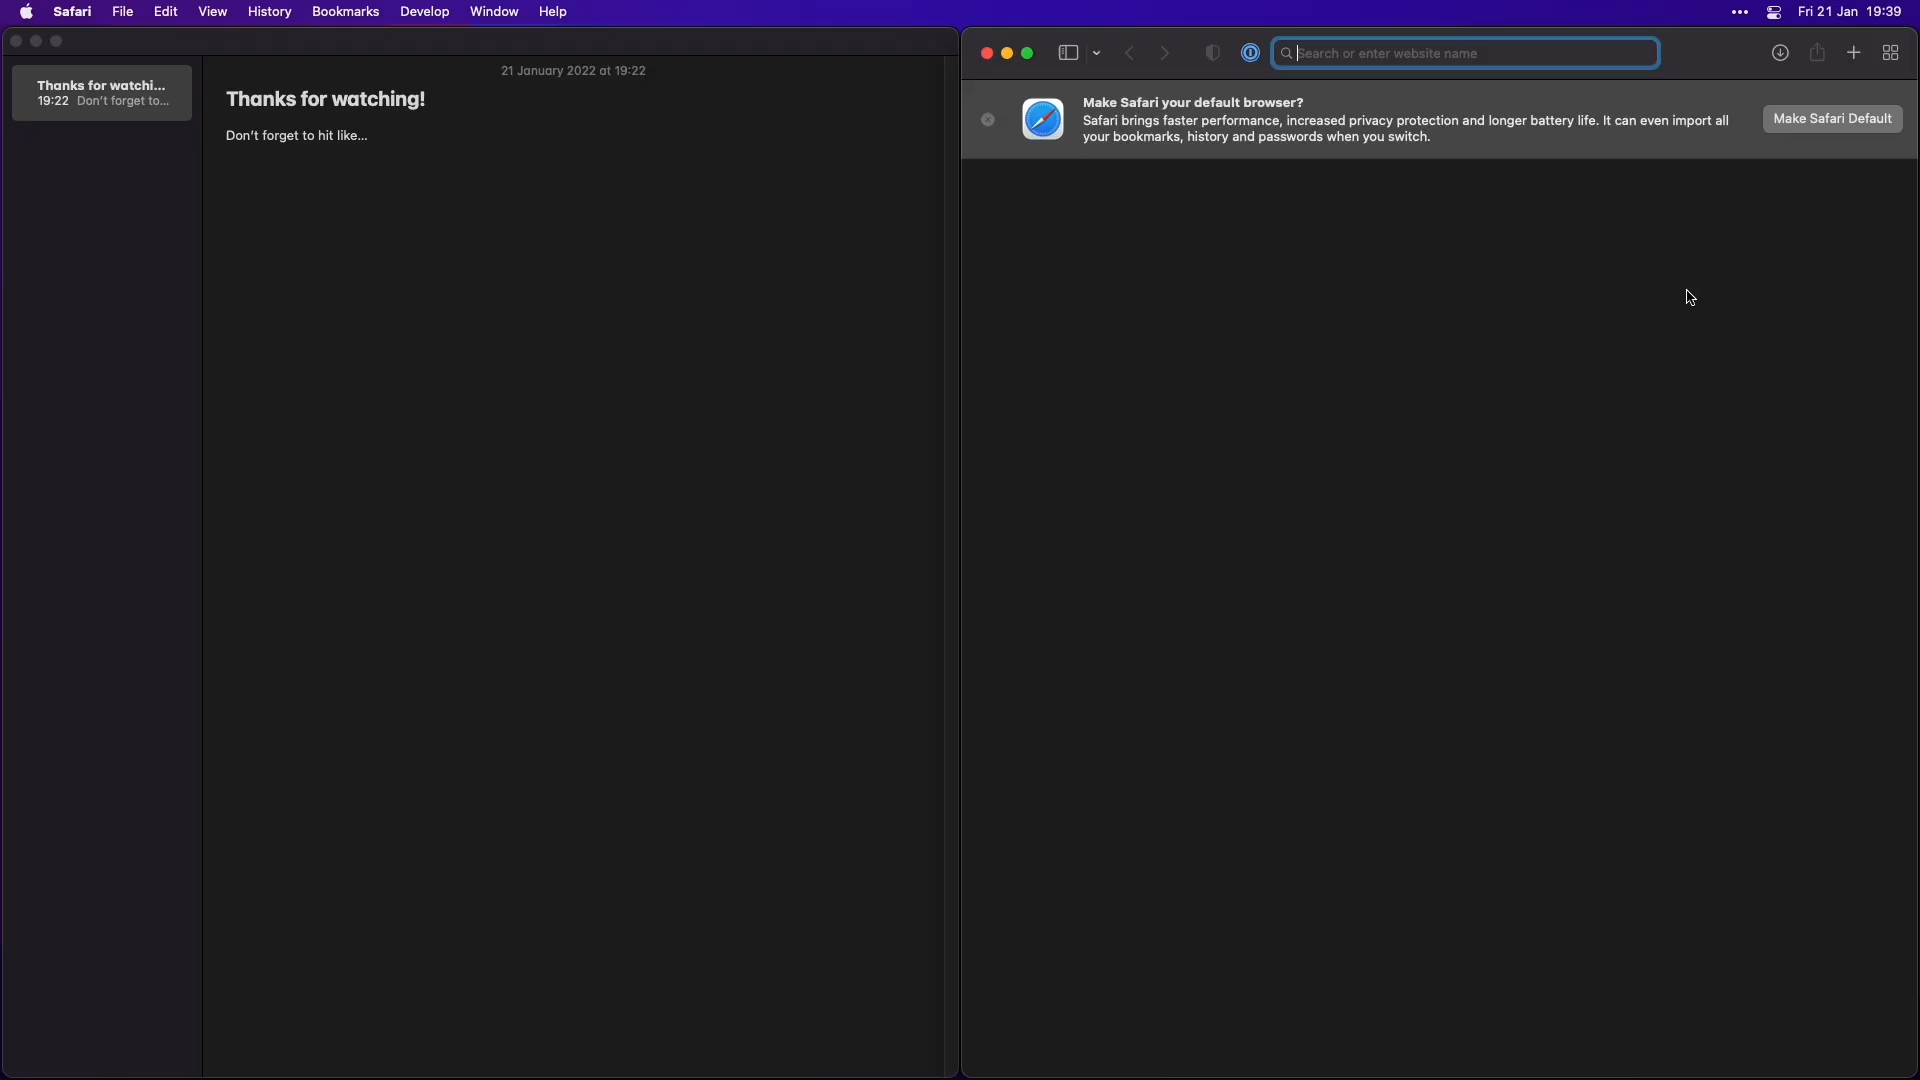 Safari File Edit View History Bookmarks Develop Window Help
Fri 21 Jan 19:39
Thanks for watchi...
19:22 Don't forget to...
21 January 2022 at 19:22
Thanks for watching!
Don't forget to hit like...
Search or enter website name
Make Safari your default browser?
Safari brings faster performance, increased privacy protection and longer battery life. It can even import all
your bookmarks, history and passwords when you switch.
Make Safari Default